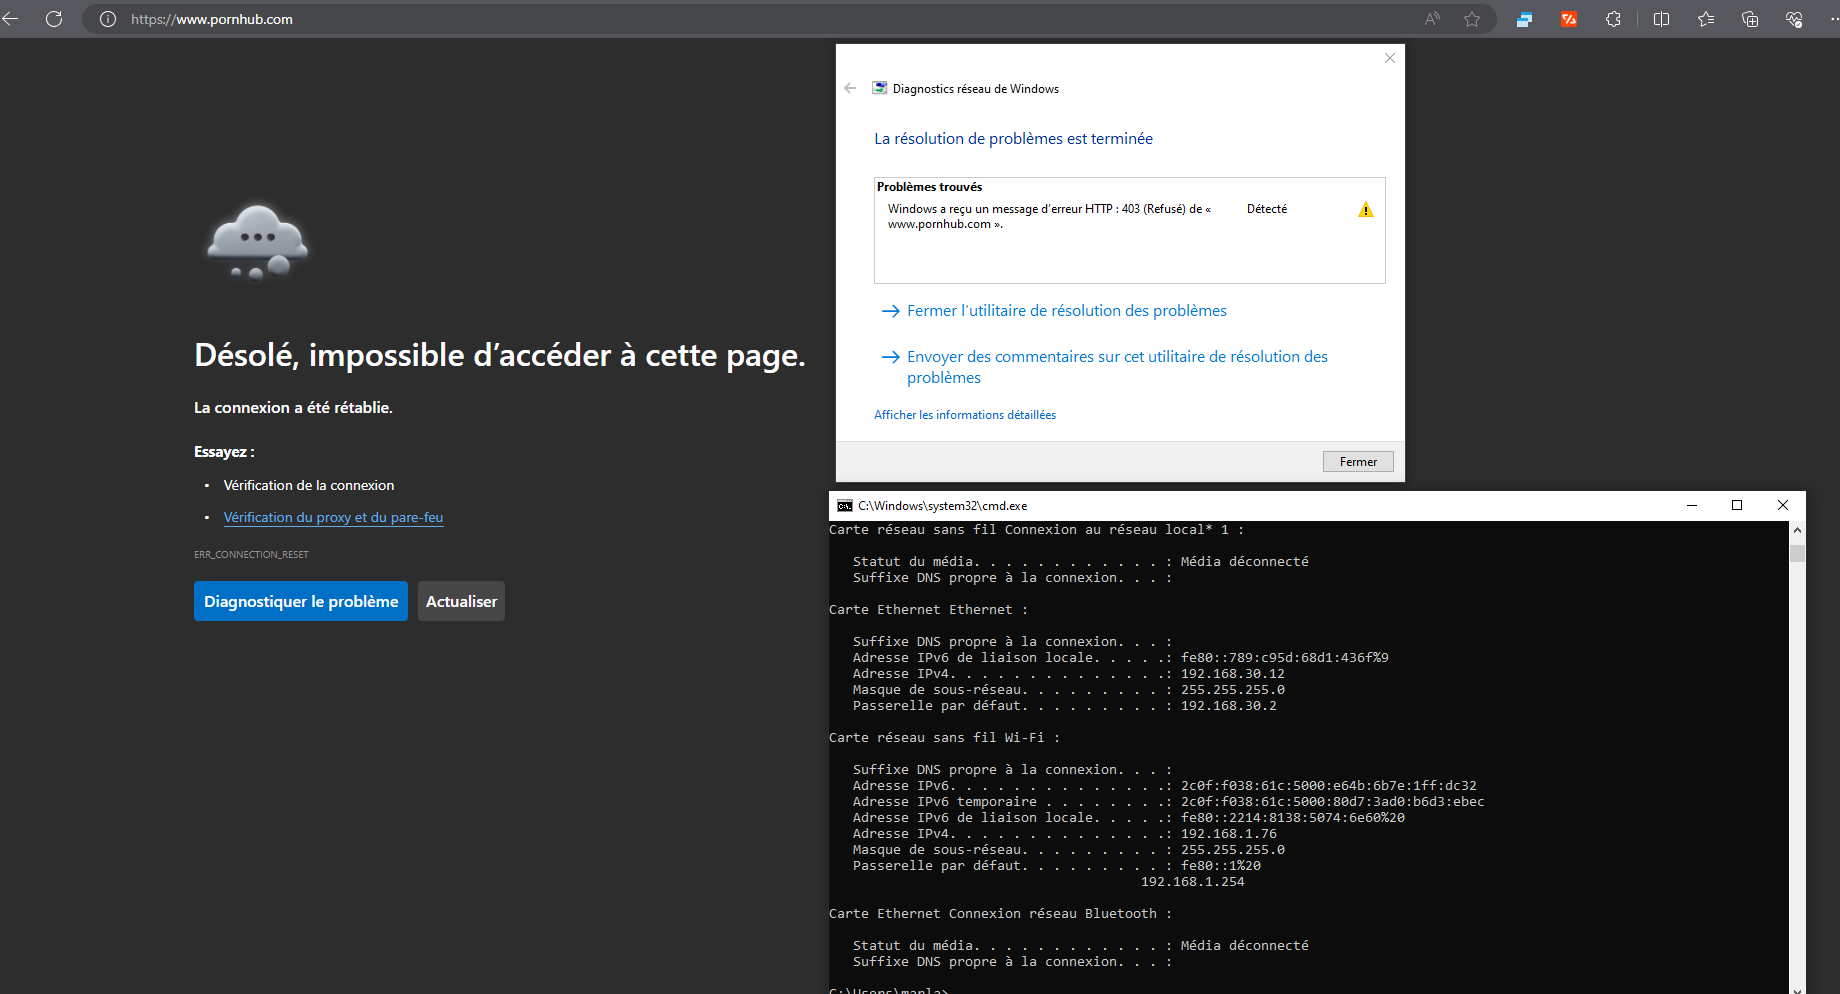 https://www.pornhub.com
Diagnostics réseau de Windows
La résolution de problèmes est terminée
Problèmes trouvés
Windows a reçu un message d’erreur HTTP : 403 (Refusé) de « www.pornhub.com ».
Détecté
Fermer l’utilitaire de résolution des problèmes
Envoyer des commentaires sur cet utilitaire de résolution des
problèmes
Afficher les informations détaillées
Fermer
Désolé, impossible d’accéder à cette page.
La connexion a été rétablie.
Essayez :
• Vérification de la connexion
• Vérification du proxy et du pare-feu
ERR_CONNECTION_RESET
Diagnostiquer le problème
Actualiser
C:\Windows\system32\cmd.exe
Carte réseau sans fil Connexion au réseau local* 1 :
Statut du média. . . . . . . . . . . . : Média déconnecté
Suffixe DNS propre à la connexion. . . :
Carte Ethernet Ethernet :
Suffixe DNS propre à la connexion. . . :
Adresse IPv6 de liaison locale. . . . .: fe80::789:c95d:68d1:436f%9
Adresse IPv4. . . . . . . . . . . . . .: 192.168.30.12
Masque de sous-réseau. . . . . . . . . : 255.255.255.0
Passerelle par défaut. . . . . . . . . : 192.168.30.2
Carte réseau sans fil Wi-Fi :
Suffixe DNS propre à la connexion. . . :
Adresse IPv6. . . . . . . . . . . . . .: 2c0f:f038:61c:5000:e64b:6b7e:1ff:dc32
Adresse IPv6 temporaire . . . . . . . .: 2c0f:f038:61c:5000:80d7:3ad0:b6d3:ebec
Adresse IPv6 de liaison locale. . . . .: fe80::2214:8138:5074:6e60%20
Adresse IPv4. . . . . . . . . . . . . .: 192.168.1.76
Masque de sous-réseau. . . . . . . . . : 255.255.255.0
Passerelle par défaut. . . . . . . . . : fe80::1%20
192.168.1.254
Carte Ethernet Connexion réseau Bluetooth :
Statut du média. . . . . . . . . . . . : Média déconnecté
Suffixe DNS propre à la connexion. . . :